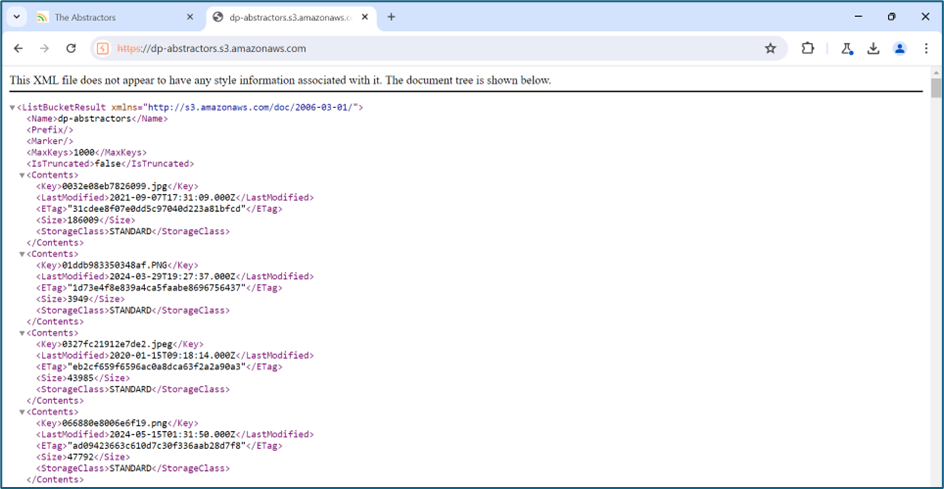 The Abstractors
dp-abstractors.s3.amazonaws.co
https://dp-abstractors.s3.amazonaws.com
This XML file does not appear to have any style information associated with it. The document tree is shown below.
<ListBucketResult xmlns="http://s3.amazonaws.com/doc/2006-03-01/">
<Name>dp-abstractors</Name>
<Prefix/>
<Marker/>
<MaxKeys>1000</MaxKeys>
<IsTruncated>false</IsTruncated>
<Contents>
<Key>0032e08eb7826099.jpg</Key>
<LastModified>2021-09-07T17:31:09.000Z</LastModified>
<ETag>"31cdee8f07e0dd5c97040d223a81bfcd"</ETag>
<Size>186009</Size>
<StorageClass>STANDARD</StorageClass>
</Contents>
<Contents>
<Key>01ddb983350348af.PNG</Key>
<LastModified>2024-03-29T19:27:37.000Z</LastModified>
<ETag>"1d73e4f8e839a4ca5faabe8696756437"</ETag>
<Size>3949</Size>
<StorageClass>STANDARD</StorageClass>
</Contents>
<Contents>
<Key>0327fc21912e7de2.jpeg</Key>
<LastModified>2020-01-15T09:18:14.000Z</LastModified>
<ETag>"eb2cf659f6596ac0a8dca63f2a2a90a3"</ETag>
<Size>43985</Size>
<StorageClass>STANDARD</StorageClass>
</Contents>
<Contents>
<Key>066880e8006e6f19.png</Key>
<LastModified>2024-05-15T01:31:50.000Z</LastModified>
<ETag>"ad09423663c610d7c30f336aab28d7f8"</ETag>
<Size>47792</Size>
<StorageClass>STANDARD</StorageClass>
</Contents>